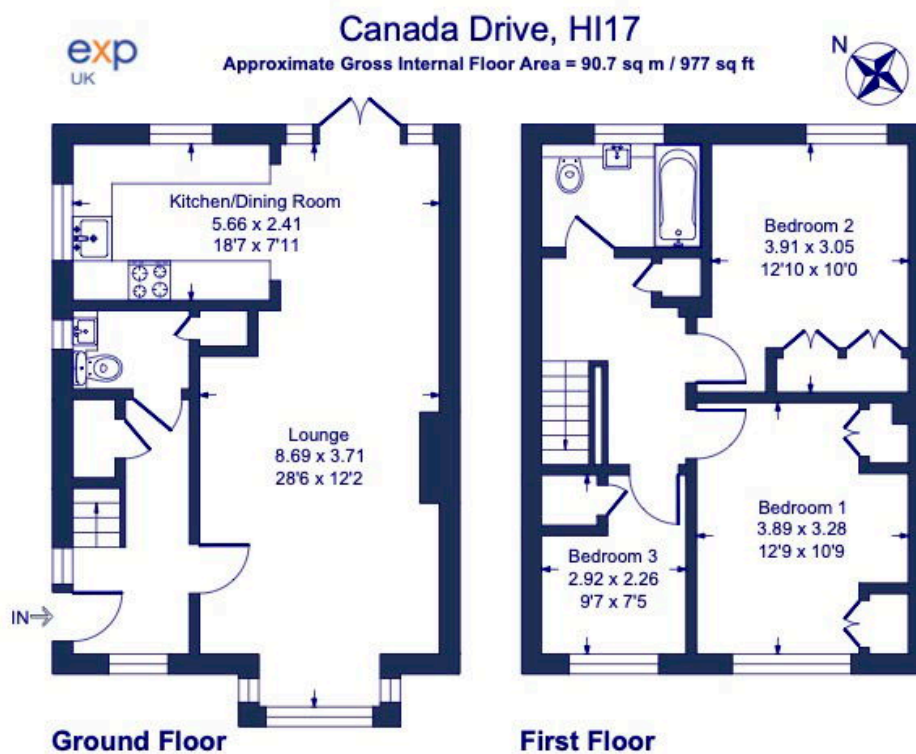 exp
UK
Canada Drive, HI17
Approximate Gross Internal Floor Area = 90.7 sq m / 977 sq ft
N
Kitchen/Dining Room
5.66 x 2.41
18'7 x 7'11
Lounge
8.69 x 3.71
28'6 x 12'2
IN
Ground Floor
Bedroom 2
3.91 x 3.05
12'10 x 10'0
Bedroom 1
3.89 x 3.28
12'9 x 10'9
Bedroom 3
2.92 x 2.26
9'7 x 7'5
First Floor